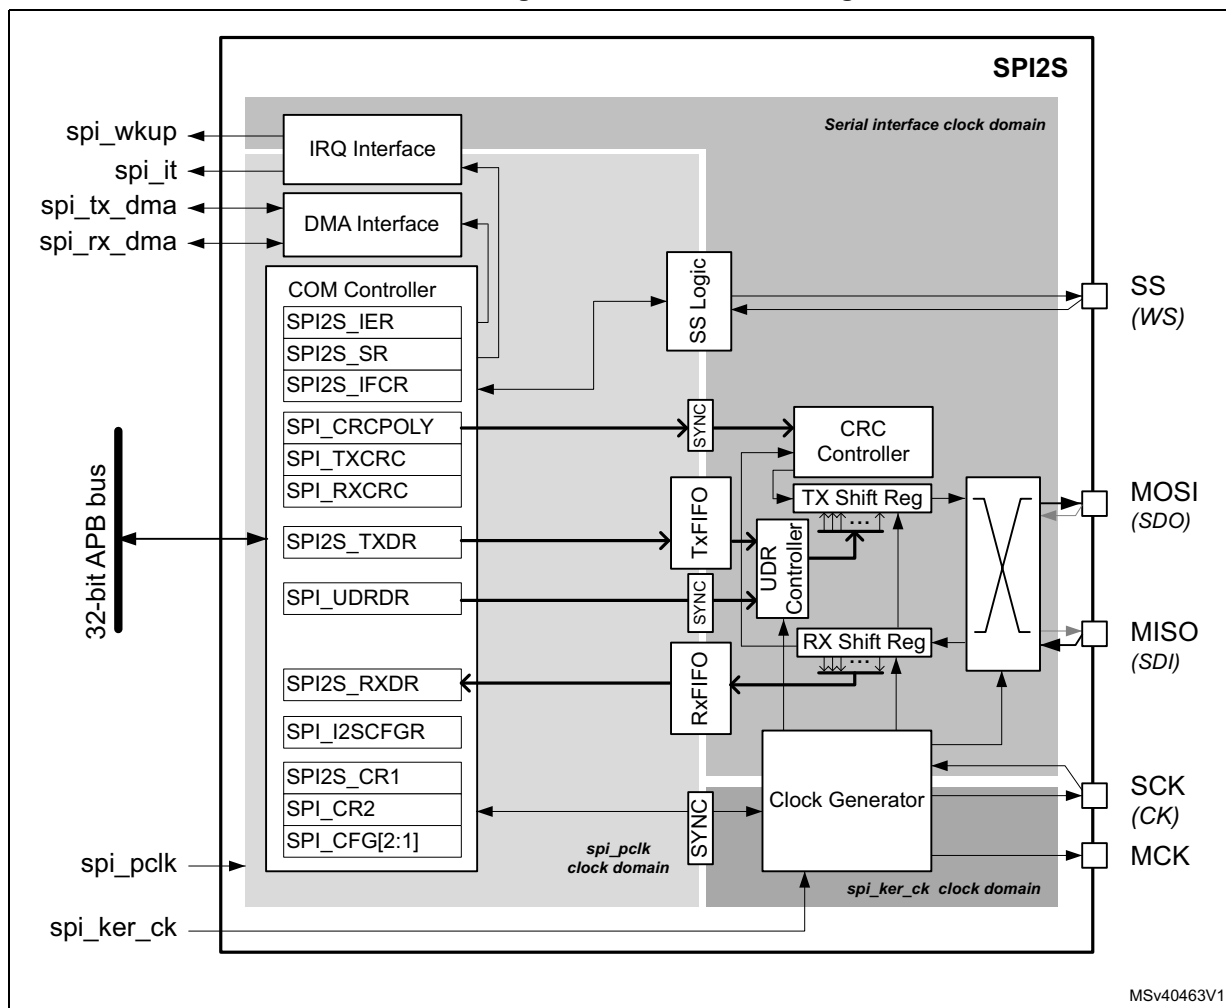 SPI2S
Serial interface clock domain
spi_wkup
spi_it
spi_tx_dma
spi_rx_dma
IRQ Interface
DMA Interface
COM Controller
SPI2S_IER
SPI2S_SR
SPI2S_IFCR
SPI_CRCPOLY
SPI_TXCRC
SPI_RXCRC
SPI2S_TXDR
SPI_UDRDR
SPI2S_RXDR
SPI_I2SCFGR
SPI2S_CR1
SPI_CR2
SPI_CFG[2:1]
32-bit APB bus
spi_pclk
spi_ker_ck
SS Logic
SYNC
TxFIFO
SYNC
RxFIFO
SYNC
spi_pclk
clock domain
CRC
Controller
TX Shift Reg
...
UDR
Controller
RX Shift Reg
...
Clock Generator
spi_ker_ck clock domain
SS
(WS)
MOSI
(SDO)
MISO
(SDI)
SCK
(CK)
MCK
MSv40463V1